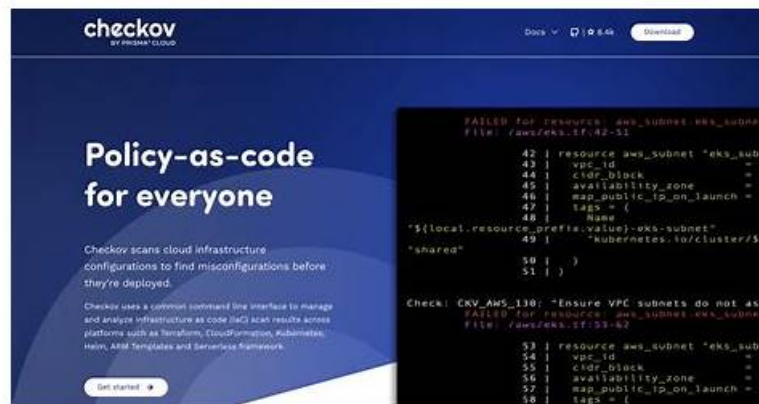 checkov
BY PRISMA® CLOUD
Docs
6.4k
Download
Policy-as-code
for everyone
Checkov scans cloud infrastructure
configurations to find misconfigurations before
they're deployed.
Checkov uses a common command line interface to manage
and analyze infrastructure as code (IaC) scan results across
platforms such as Terraform, CloudFormation, Kubernetes,
Helm, ARM Templates and Serverless framework.
Get started
FAILED for resource: aws_subnet.eks_subne
File: /aws/eks.tf:42-51
42 | resource aws_subnet "eks_sub
43 | vpc_id =
44 | cidr_block =
45 | availability_zone =
46 | map_public_ip_on_launch =
47 | tags = {
48 | Name
"${local.resource_prefix.value}-eks-subnet"
49 | "kubernetes.io/cluster/$
"shared"
50 | }
51 | }
Check: CKV_AWS_130: "Ensure VPC subnets do not as
FAILED for resource: aws_subnet.eks_subne
File: /aws/eks.tf:53-62
53 | resource aws_subnet "eks_sub
54 | vpc_id =
55 | cidr_block =
56 | availability_zone =
57 | map_public_ip_on_launch =
58 | tags = {